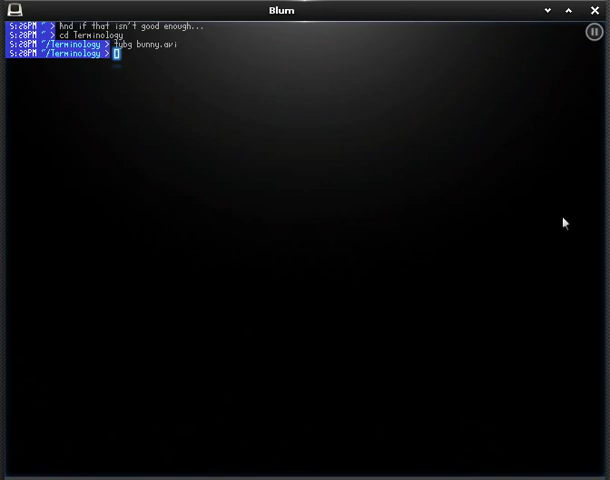 Blum
5:26PM ~ > And if that isn't good enough...
5:28PM ~ > cd Terminology
5:28PM ~/Terminology > tybg bunny.avi
5:28PM ~/Terminology >